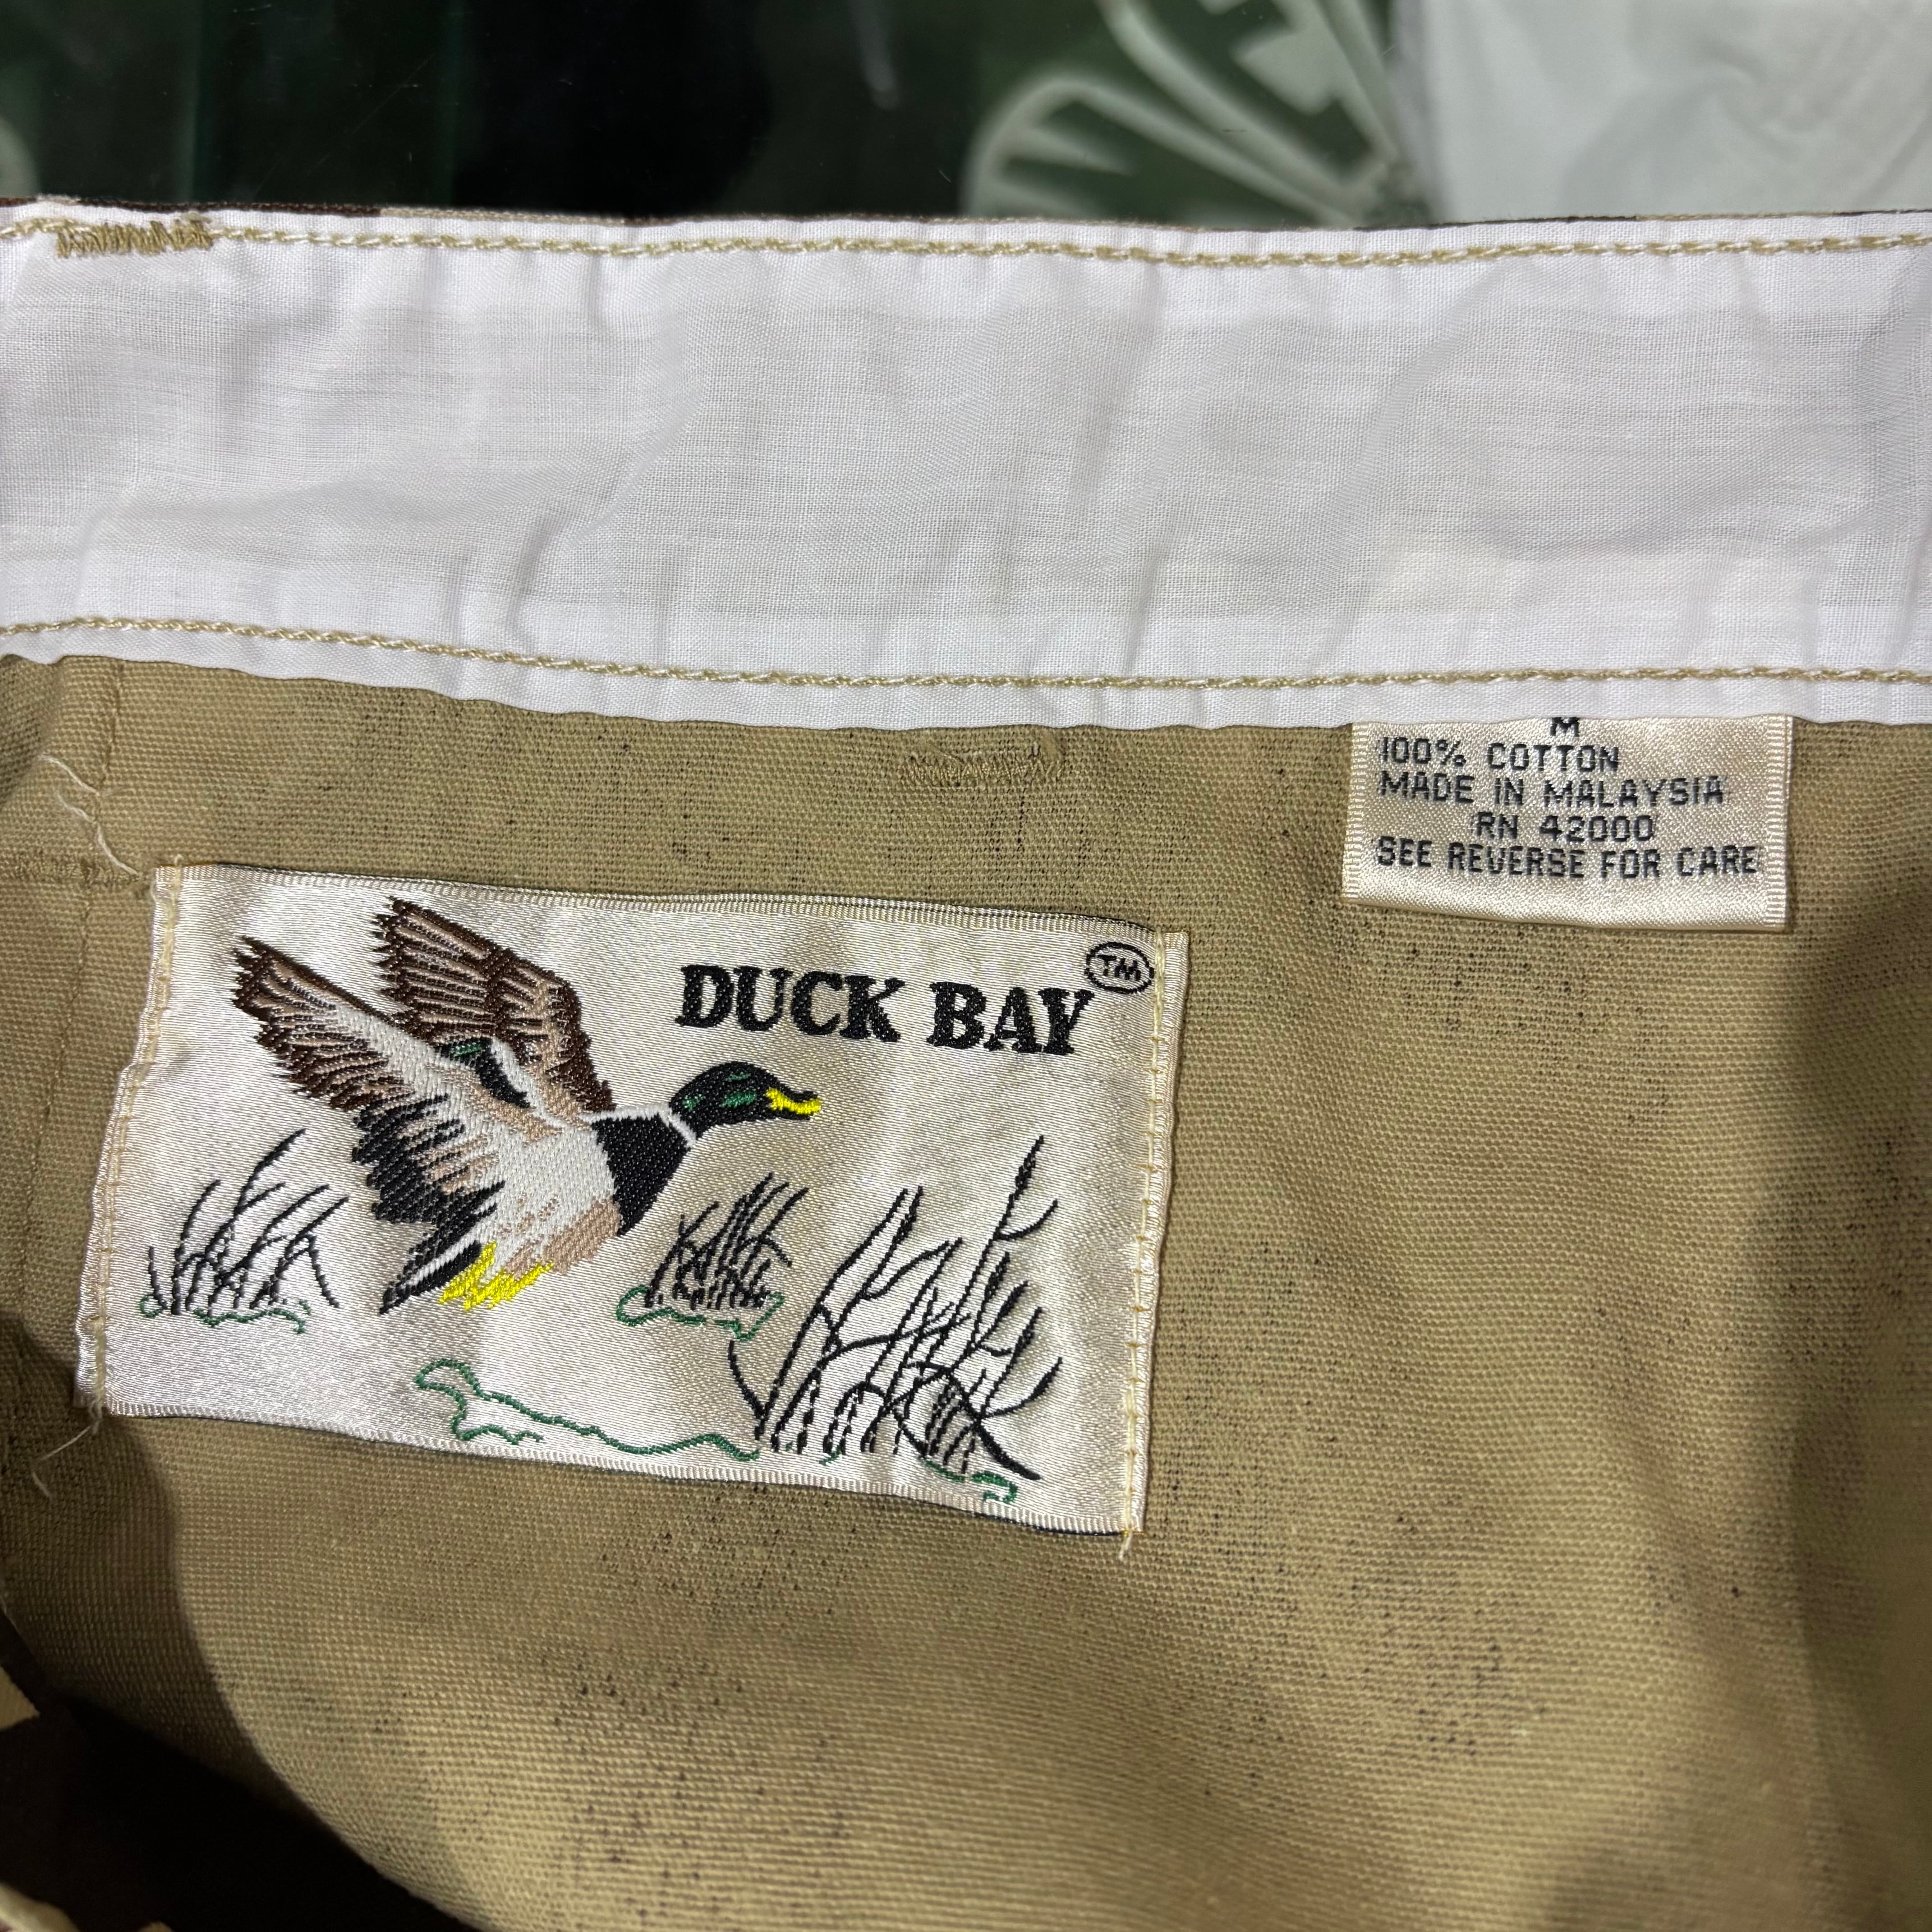 M
100% COTTON
MADE IN MALAYSIA
RN 42000
SEE REVERSE FOR CARE
DUCK BAY TM